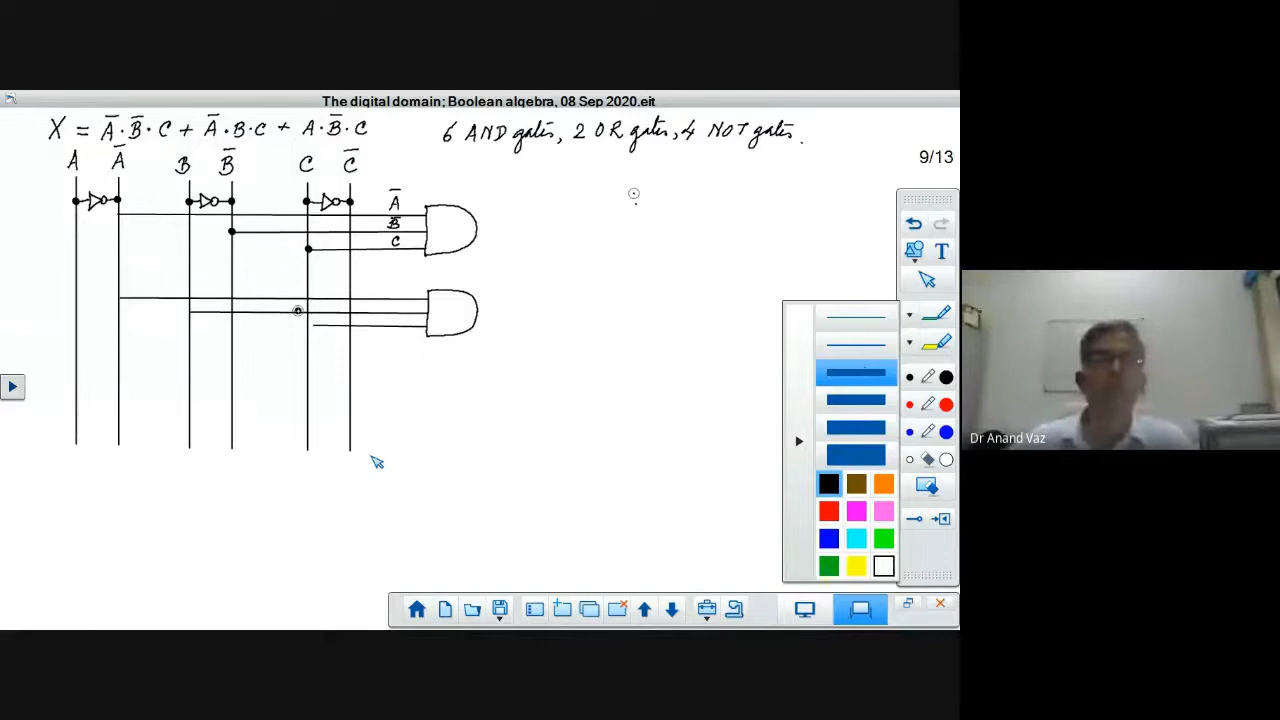 The digital domain; Boolean algebra, 08 Sep 2020.eit
X = A̅·B̅·C + A̅·B·C + A·B̅·C 6 AND gates, 2 OR gates, 4 NOT gates.
9/13
A A̅ B B̅ C C̅
A̅
B̅
C
T
Dr Anand Vaz